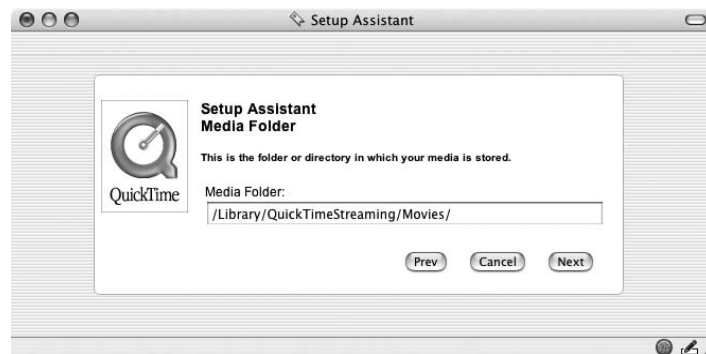 Setup Assistant
Setup Assistant
Media Folder
This is the folder or directory in which your media is stored.
QuickTime
Media Folder:
/Library/QuickTimeStreaming/Movies/
Prev Cancel Next